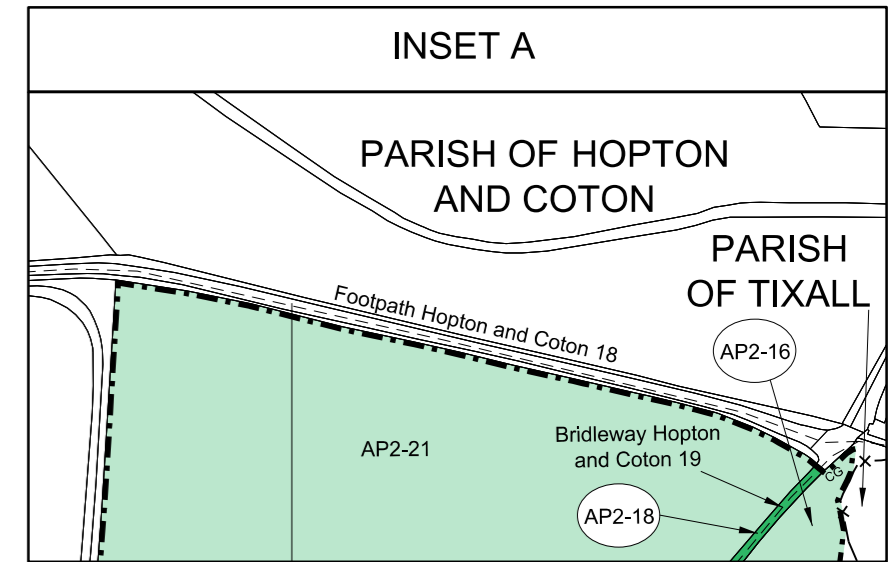 INSET A
PARISH OF HOPTON
AND COTON
PARISH
OF TIXALL
Footpath Hopton and Coton 18
AP2-16
AP2-21
Bridleway Hopton
and Coton 19
CG
AP2-18